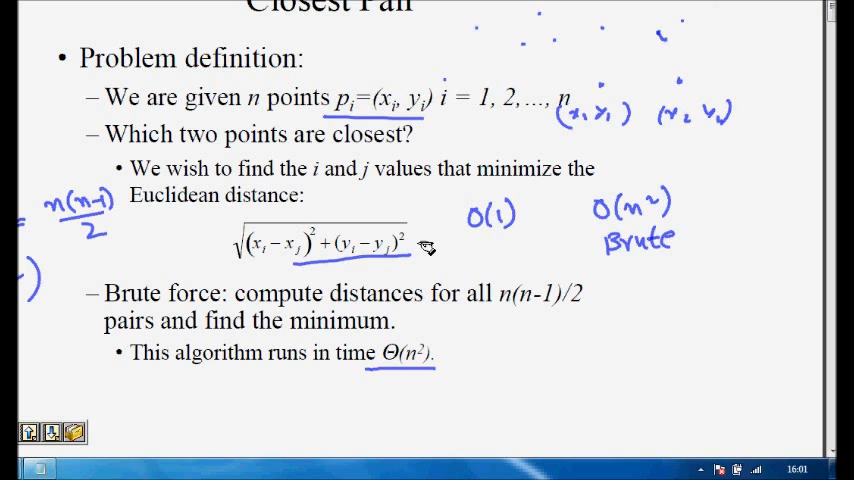 Closest Pair
• Problem definition:
– We are given n points pᵢ=(xᵢ, yᵢ) i = 1, 2,..., n
(x₁ y₁) (x₂ y₂)
– Which two points are closest?
• We wish to find the i and j values that minimize the
Euclidean distance:
= n(n-1)/2
O(1)
O(n²)
Brute
√(xᵢ − xⱼ)² + (yᵢ − yⱼ)²
– Brute force: compute distances for all n(n-1)/2
pairs and find the minimum.
• This algorithm runs in time Θ(n²).
16:01